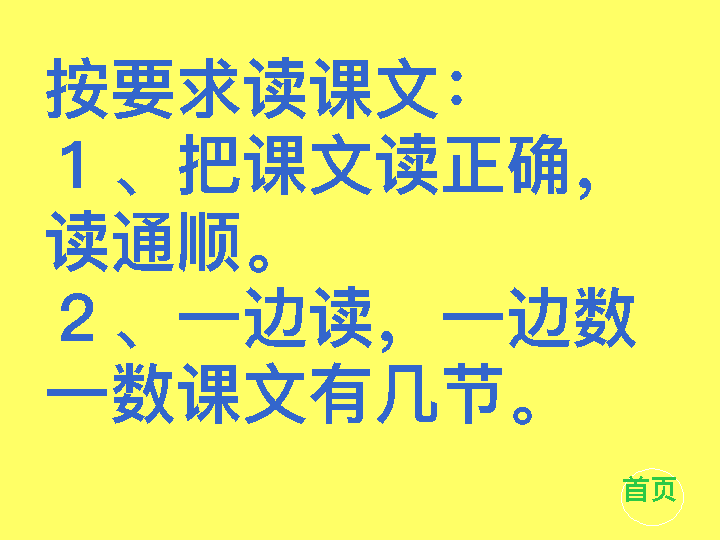 按要求读课文：
１、把课文读正确，
读通顺。
２、一边读，一边数
一数课文有几节。
首页